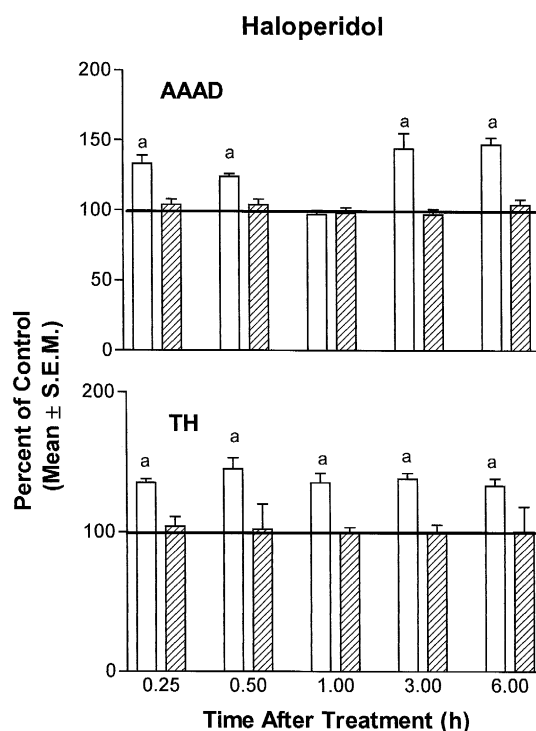 Haloperidol
AAAD
200
150
100
50
0
a a a a
TH
200
100
0
a a a a a
0.25 0.50 1.00 3.00 6.00
Time After Treatment (h)
Percent of Control
(Mean ± S.E.M.)